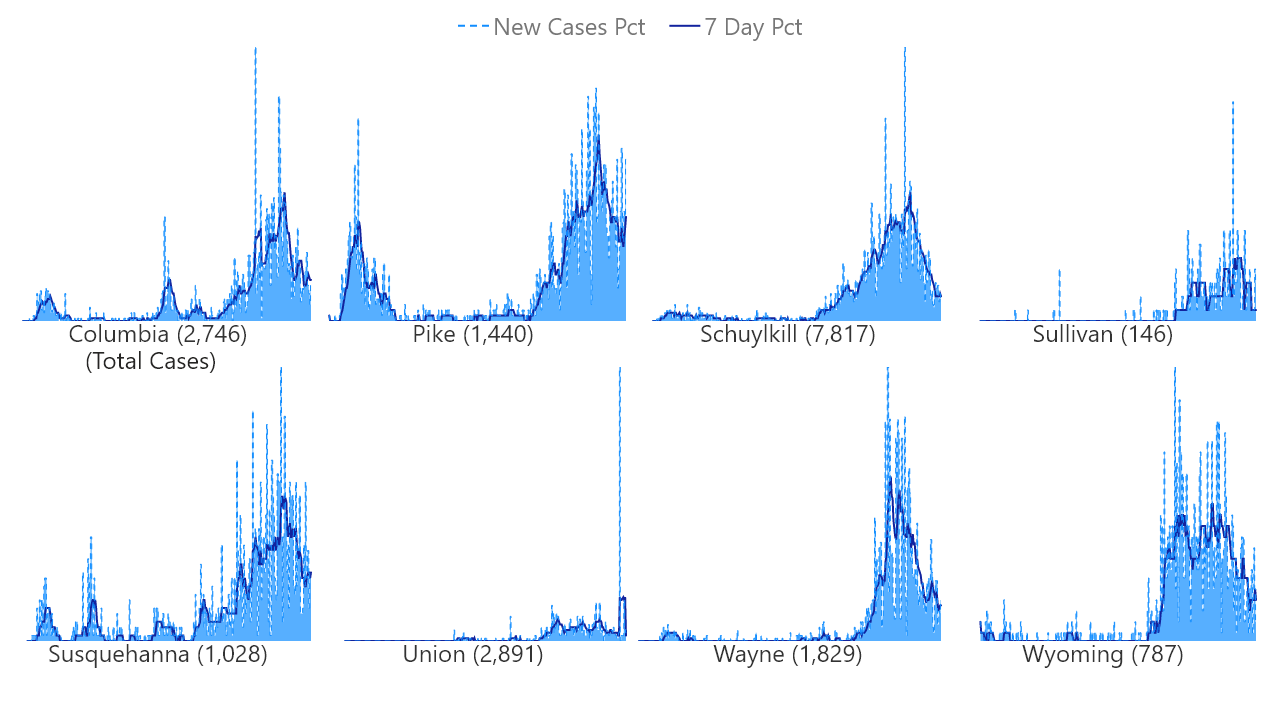 New Cases Pct 7 Day Pct
Columbia (2,746)
(Total Cases)
Pike (1,440)
Schuylkill (7,817)
Sullivan (146)
Susquehanna (1,028)
Union (2,891)
Wayne (1,829)
Wyoming (787)